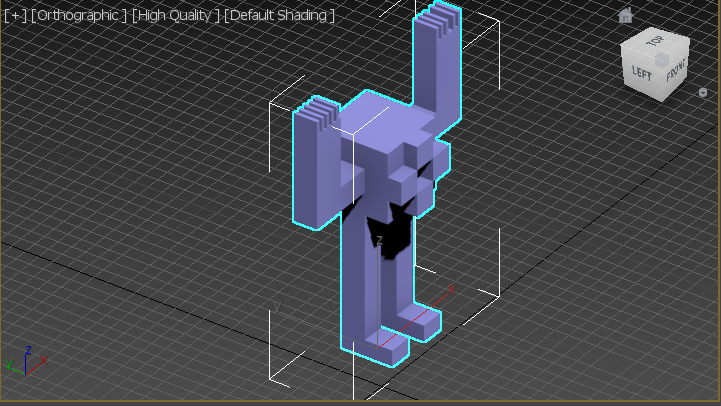 [+] [Orthographic ] [High Quality ] [Default Shading ]
TOP
LEFT
FRONT
z
y
x
z
y
x